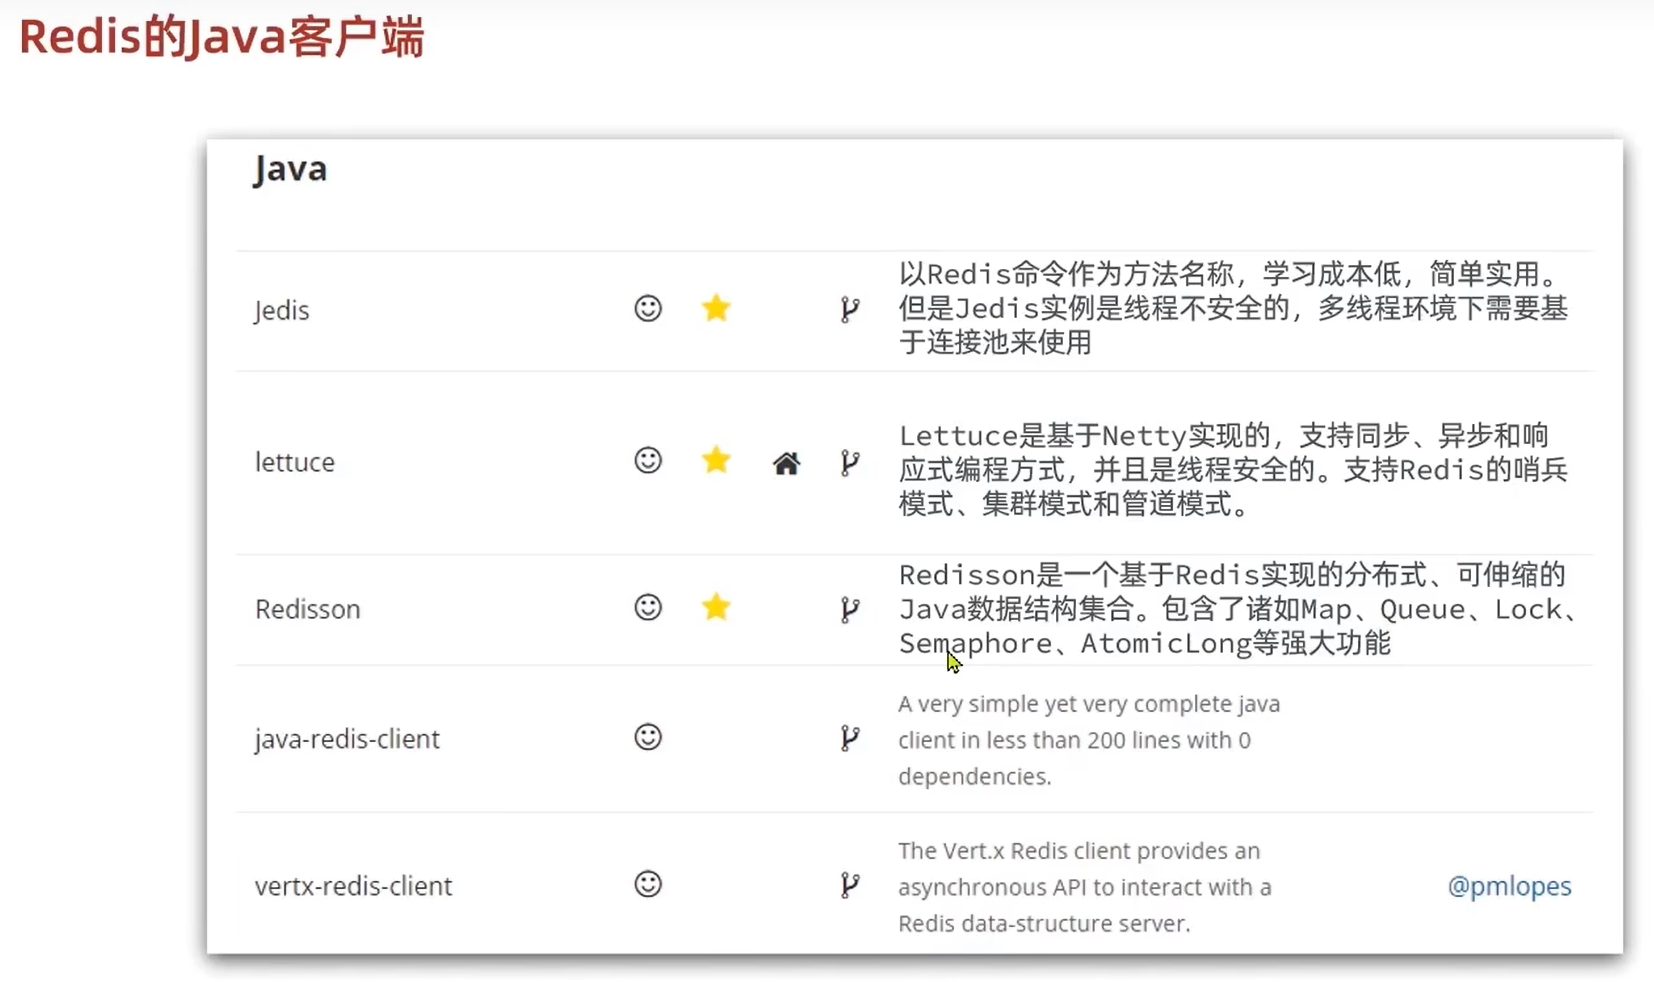 Redis的Java客户端
Java
Jedis
以Redis命令作为方法名称，学习成本低，简单实用。
但是Jedis实例是线程不安全的，多线程环境下需要基
于连接池来使用
lettuce
Lettuce是基于Netty实现的，支持同步、异步和响
应式编程方式，并且是线程安全的。支持Redis的哨兵
模式、集群模式和管道模式。
Redisson
Redisson是一个基于Redis实现的分布式、可伸缩的
Java数据结构集合。包含了诸如Map、Queue、Lock、
Semaphore、AtomicLong等强大功能
java-redis-client
A very simple yet very complete java
client in less than 200 lines with 0
dependencies.
vertx-redis-client
The Vert.x Redis client provides an
asynchronous API to interact with a
Redis data-structure server.
@pmlopes